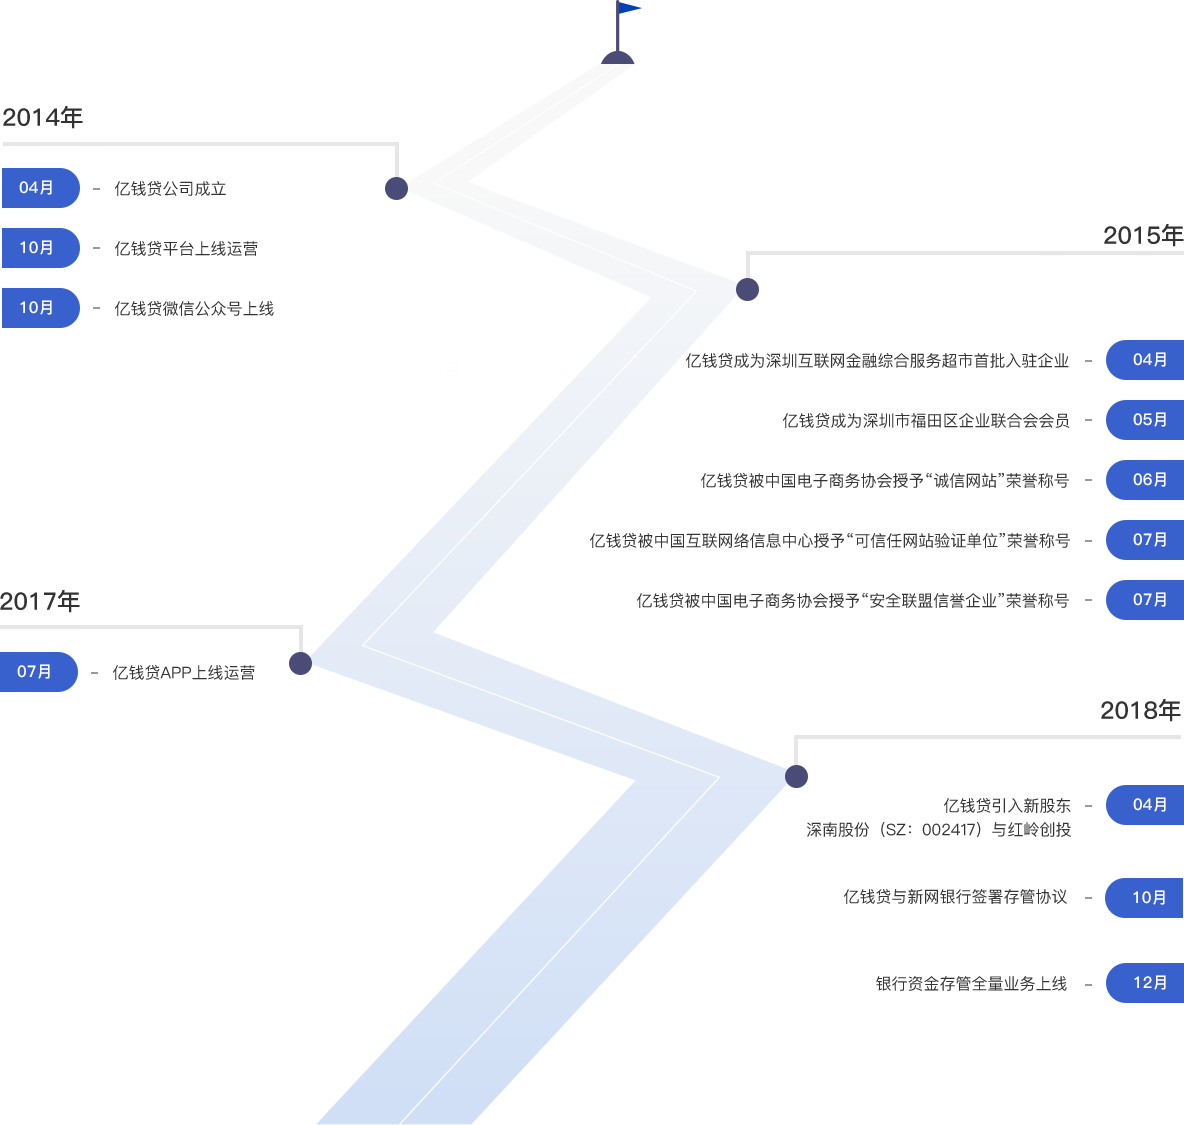 2014年
04月 - 亿钱贷公司成立
10月 - 亿钱贷平台上线运营
10月 - 亿钱贷微信公众号上线
2015年
亿钱贷成为深圳互联网金融综合服务超市首批入驻企业 - 04月
亿钱贷成为深圳市福田区企业联合会会员 - 05月
亿钱贷被中国电子商务协会授予“诚信网站”荣誉称号 - 06月
亿钱贷被中国互联网络信息中心授予“可信任网站验证单位”荣誉称号 - 07月
亿钱贷被中国电子商务协会授予“安全联盟信誉企业”荣誉称号 - 07月
2017年
07月 - 亿钱贷APP上线运营
2018年
亿钱贷引入新股东 - 04月
深南股份（SZ：002417）与红岭创投
亿钱贷与新网银行签署存管协议 - 10月
银行资金存管全量业务上线 - 12月